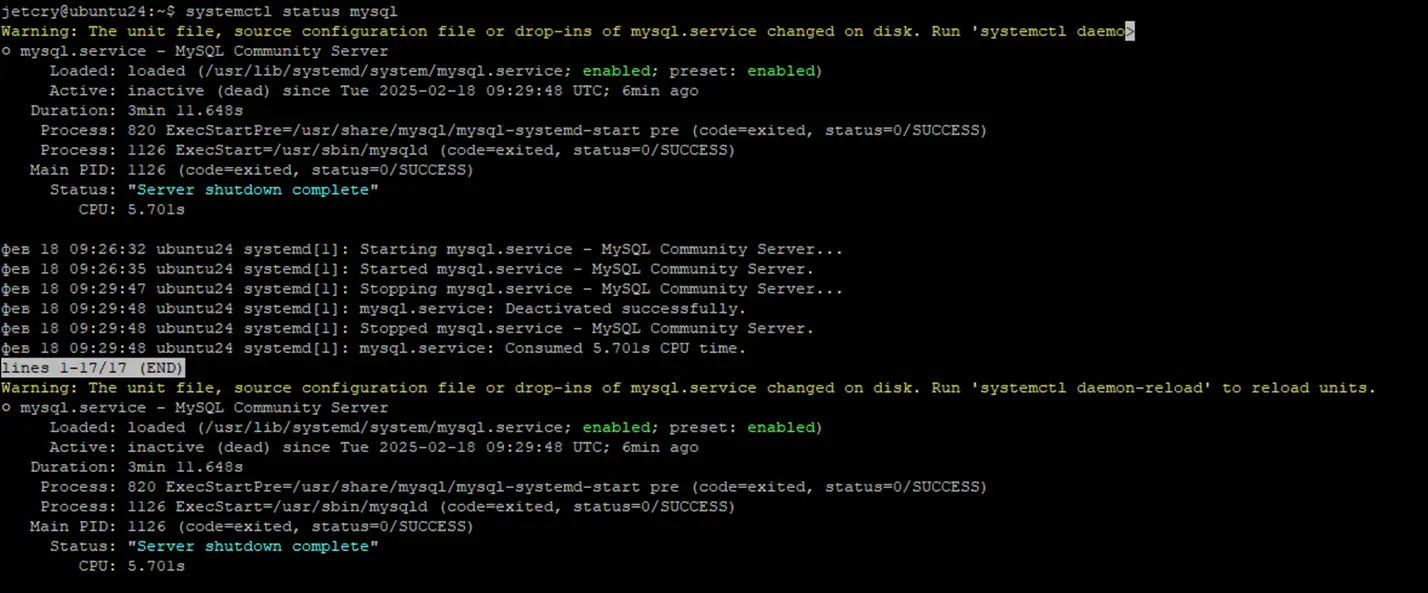 jetcry@ubuntu24:~$ systemctl status mysql
Warning: The unit file, source configuration file or drop-ins of mysql.service changed on disk. Run 'systemctl daemo>
○ mysql.service - MySQL Community Server
     Loaded: loaded (/usr/lib/systemd/system/mysql.service; enabled; preset: enabled)
     Active: inactive (dead) since Tue 2025-02-18 09:29:48 UTC; 6min ago
   Duration: 3min 11.648s
    Process: 820 ExecStartPre=/usr/share/mysql/mysql-systemd-start pre (code=exited, status=0/SUCCESS)
    Process: 1126 ExecStart=/usr/sbin/mysqld (code=exited, status=0/SUCCESS)
   Main PID: 1126 (code=exited, status=0/SUCCESS)
     Status: "Server shutdown complete"
        CPU: 5.701s

фев 18 09:26:32 ubuntu24 systemd[1]: Starting mysql.service - MySQL Community Server...
фев 18 09:26:35 ubuntu24 systemd[1]: Started mysql.service - MySQL Community Server.
фев 18 09:29:47 ubuntu24 systemd[1]: Stopping mysql.service - MySQL Community Server...
фев 18 09:29:48 ubuntu24 systemd[1]: mysql.service: Deactivated successfully.
фев 18 09:29:48 ubuntu24 systemd[1]: Stopped mysql.service - MySQL Community Server.
фев 18 09:29:48 ubuntu24 systemd[1]: mysql.service: Consumed 5.701s CPU time.
lines 1-17/17 (END)
Warning: The unit file, source configuration file or drop-ins of mysql.service changed on disk. Run 'systemctl daemon-reload' to reload units.
○ mysql.service - MySQL Community Server
     Loaded: loaded (/usr/lib/systemd/system/mysql.service; enabled; preset: enabled)
     Active: inactive (dead) since Tue 2025-02-18 09:29:48 UTC; 6min ago
   Duration: 3min 11.648s
    Process: 820 ExecStartPre=/usr/share/mysql/mysql-systemd-start pre (code=exited, status=0/SUCCESS)
    Process: 1126 ExecStart=/usr/sbin/mysqld (code=exited, status=0/SUCCESS)
   Main PID: 1126 (code=exited, status=0/SUCCESS)
     Status: "Server shutdown complete"
        CPU: 5.701s